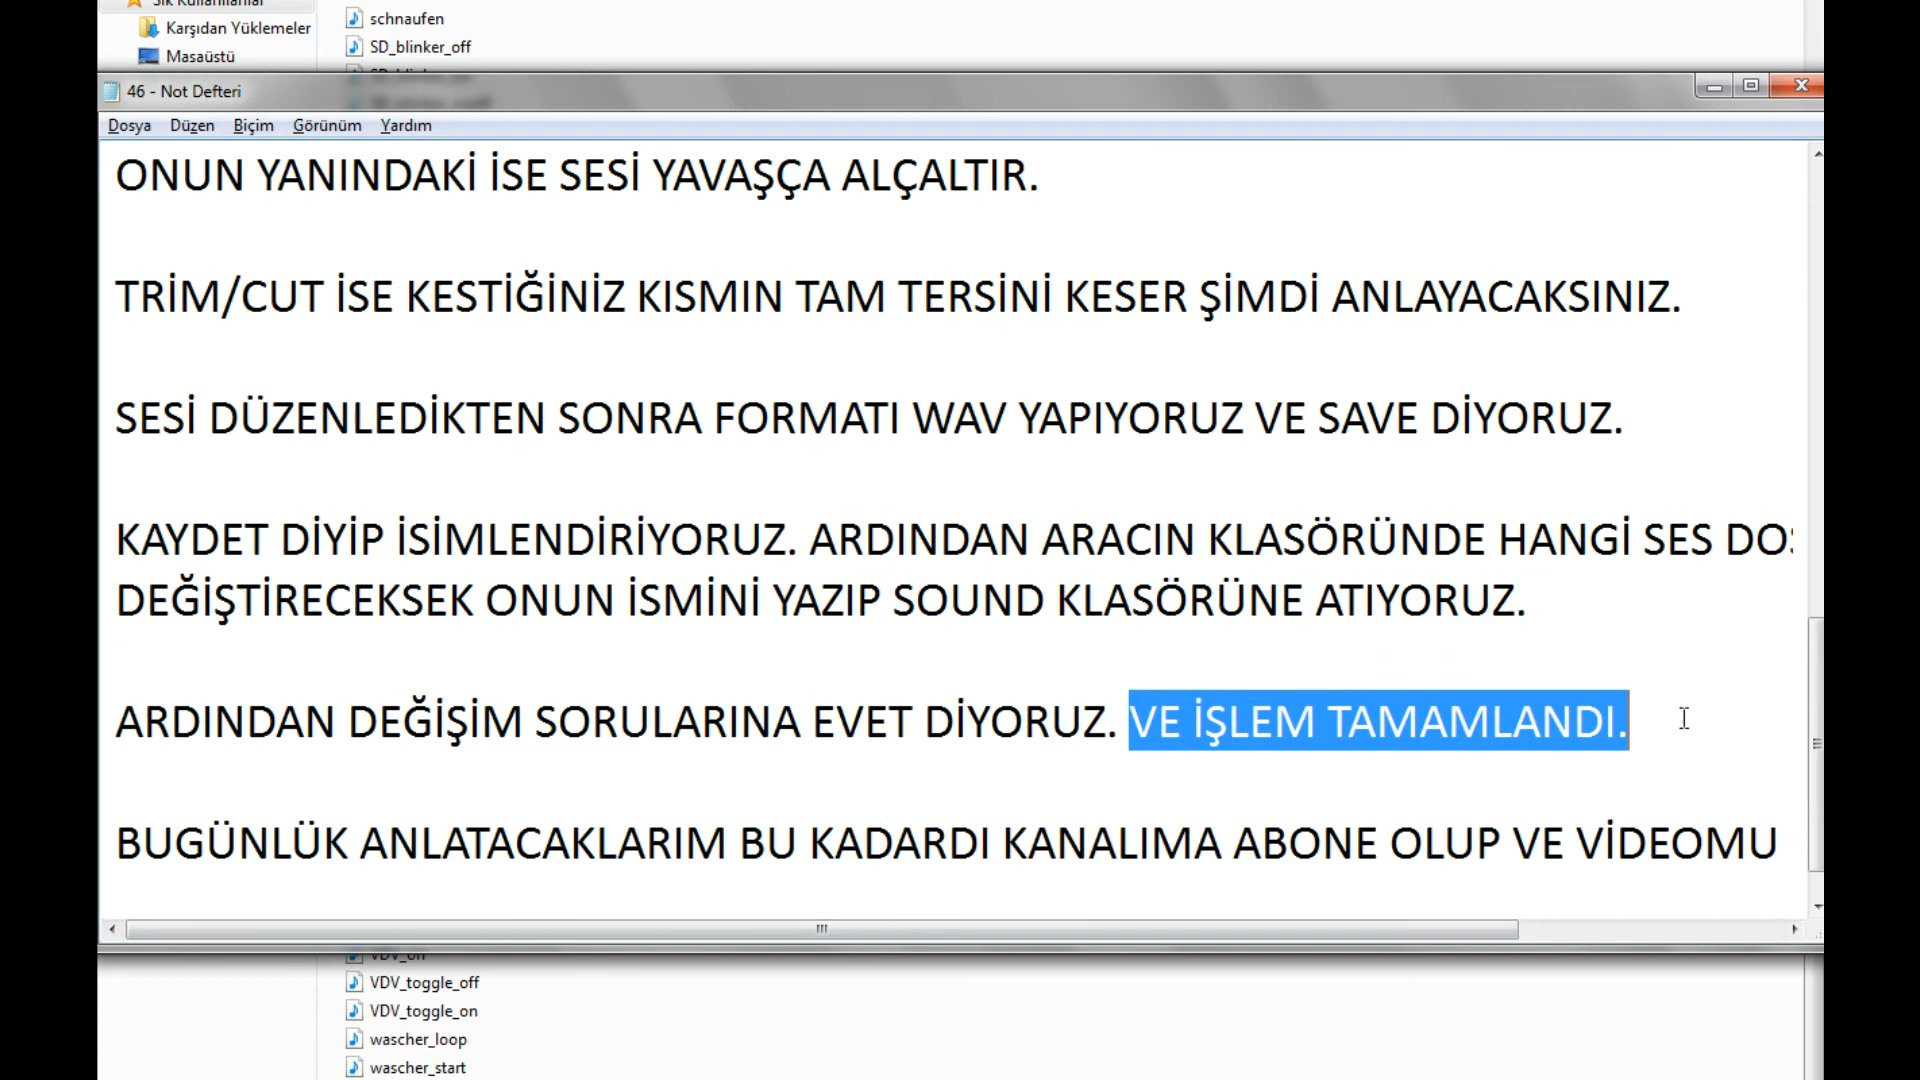 Sık Kullanılanlar
schnaufen
Karşıdan Yüklemeler
SD_blinker_off
Masaüstü
46 - Not Defteri
Dosya Düzen Biçim Görünüm Yardım
ONUN YANINDAKİ İSE SESİ YAVAŞÇA ALÇALTIR.
TRİM/CUT İSE KESTİĞİNİZ KISMIN TAM TERSİNİ KESER ŞİMDİ ANLAYACAKSINIZ.
SESİ DÜZENLEDİKTEN SONRA FORMATI WAV YAPIYORUZ VE SAVE DİYORUZ.
KAYDET DİYİP İSİMLENDİRİYORUZ. ARDINDAN ARACIN KLASÖRÜNDE HANGİ SES
DEĞİŞTİRECEKSEK ONUN İSMİNİ YAZIP SOUND KLASÖRÜNE ATIYORUZ.
ARDINDAN DEĞİŞİM SORULARINA EVET DİYORUZ. VE İŞLEM TAMAMLANDI.
BUGÜNLÜK ANLATACAKLARIM BU KADARDI KANALIMA ABONE OLUP VE VİDEOMU
VDV_on
VDV_toggle_off
VDV_toggle_on
wascher_loop
wascher_start